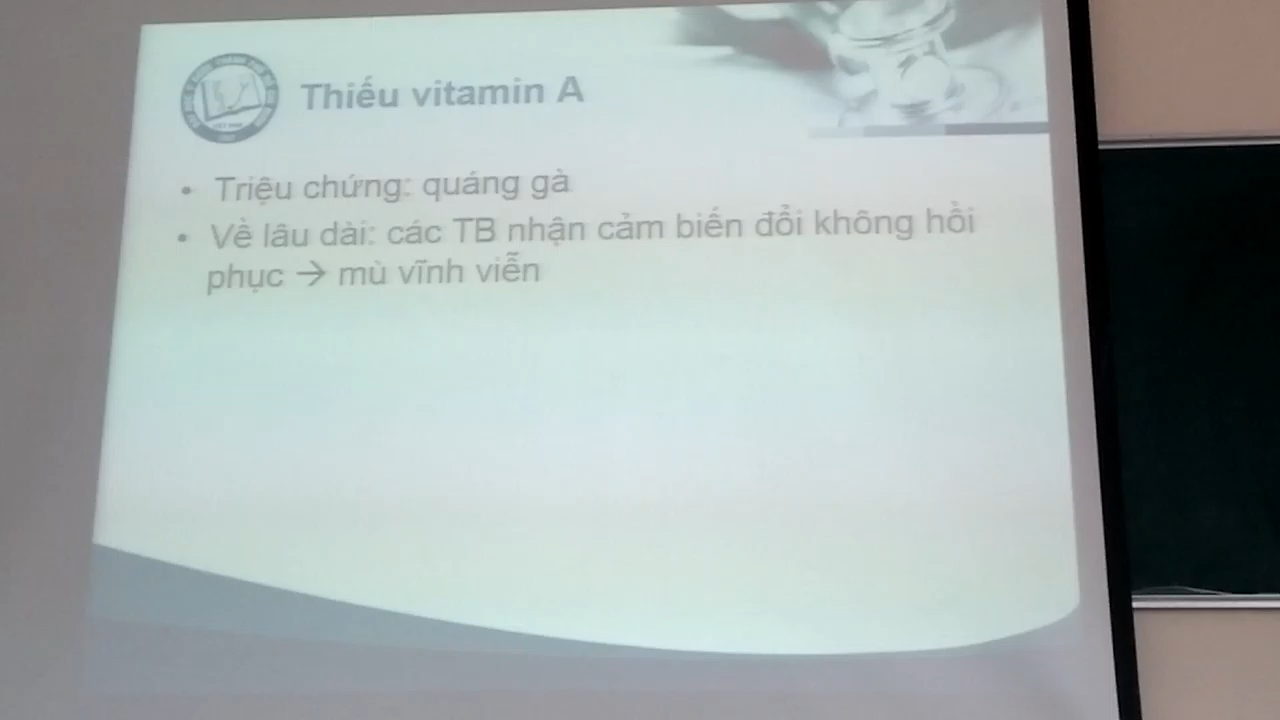 Thiếu vitamin A
• Triệu chứng: quáng gà
• Về lâu dài: các TB nhận cảm biến đổi không hồi
phục → mù vĩnh viễn